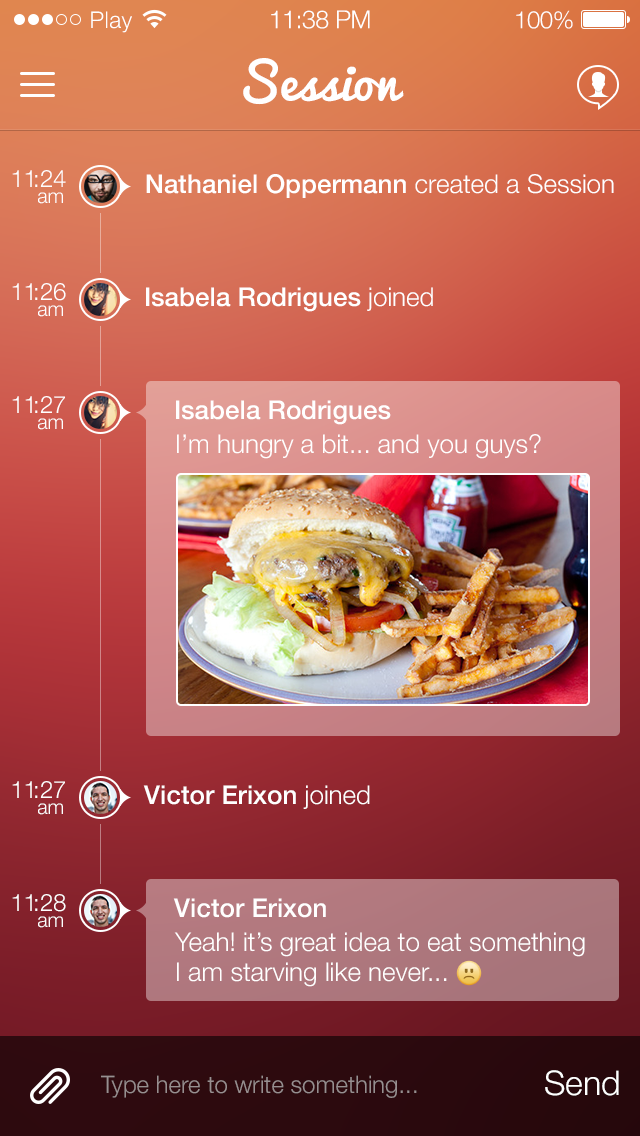 Play 11:38 PM 100%
Session
11:24 am Nathaniel Oppermann created a Session
11:26 am Isabela Rodrigues joined
11:27 am Isabela Rodrigues
I'm hungry a bit... and you guys?
11:27 am Victor Erixon joined
11:28 am Victor Erixon
Yeah! it's great idea to eat something
I am starving like never...
Type here to write something...
Send